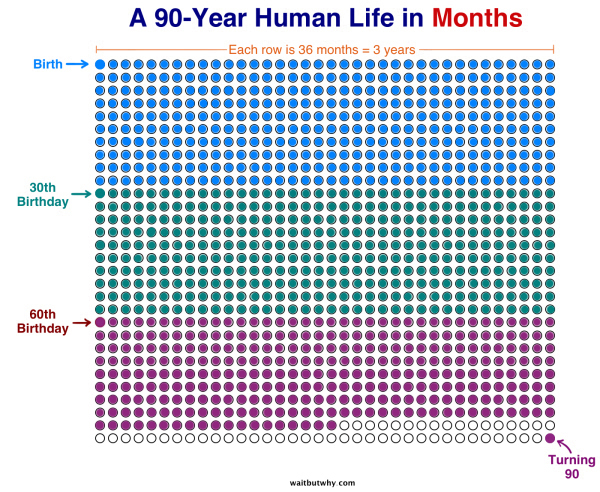 A 90-Year Human Life in Months
Each row is 36 months = 3 years
Birth
30th
Birthday
60th
Birthday
Turning
90
waitbutwhy.com